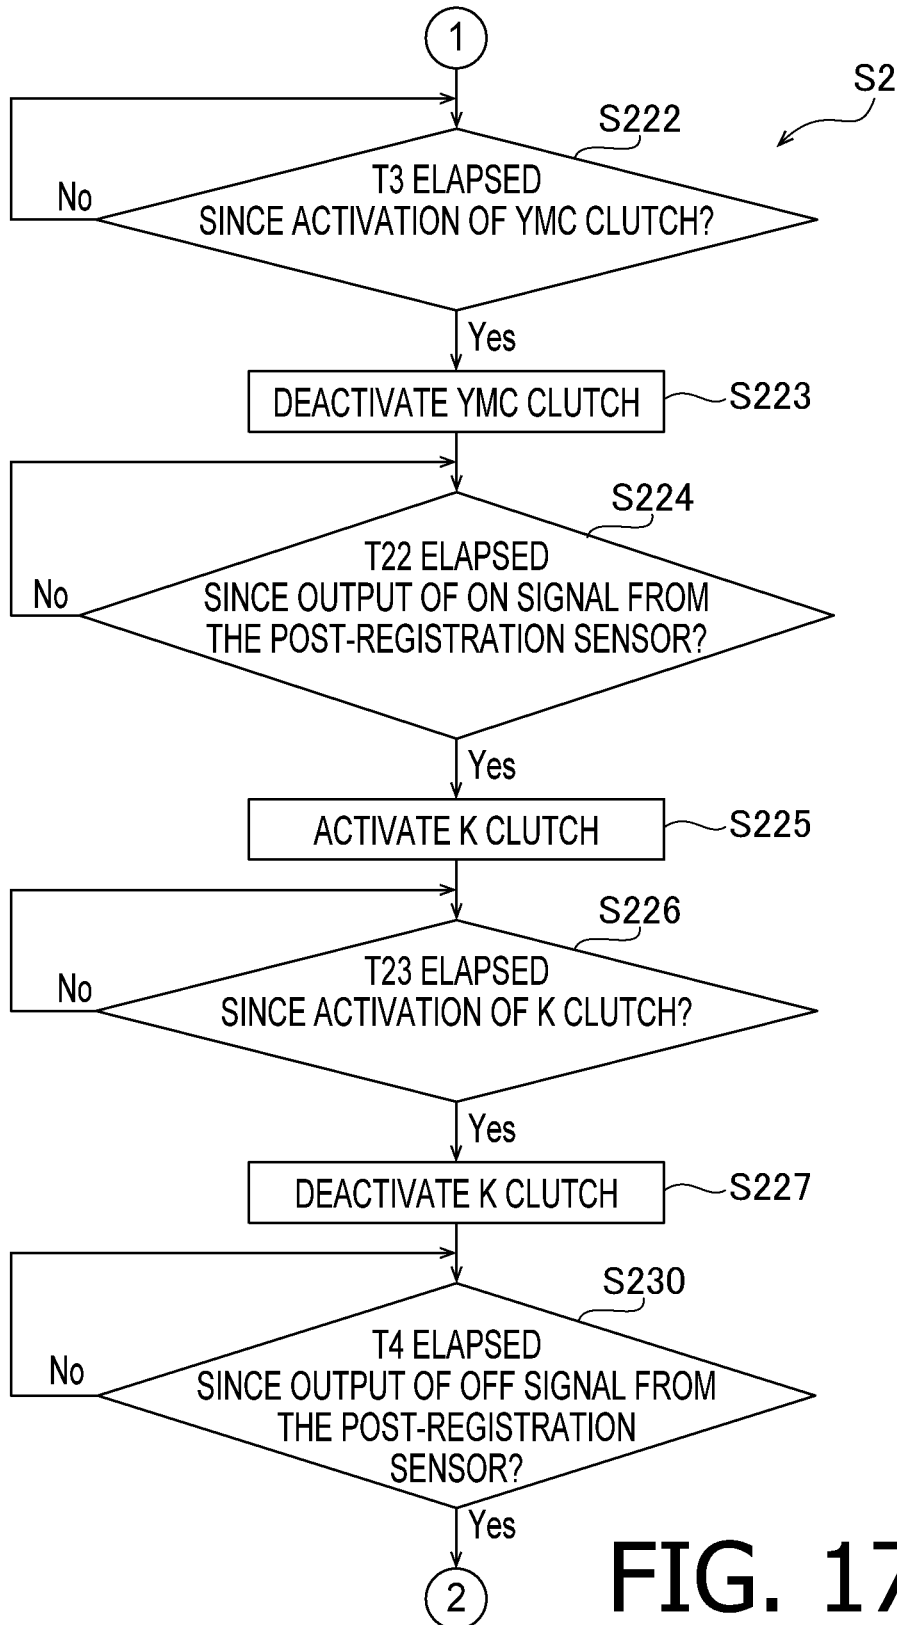 1
S2
S222
T3 ELAPSED
SINCE ACTIVATION OF YMC CLUTCH?
No
Yes
DEACTIVATE YMC CLUTCH
S223
S224
T22 ELAPSED
SINCE OUTPUT OF ON SIGNAL FROM
THE POST-REGISTRATION SENSOR?
No
Yes
ACTIVATE K CLUTCH
S225
S226
T23 ELAPSED
SINCE ACTIVATION OF K CLUTCH?
No
Yes
DEACTIVATE K CLUTCH
S227
S230
T4 ELAPSED
SINCE OUTPUT OF OFF SIGNAL FROM
THE POST-REGISTRATION
SENSOR?
No
Yes
2
FIG. 17